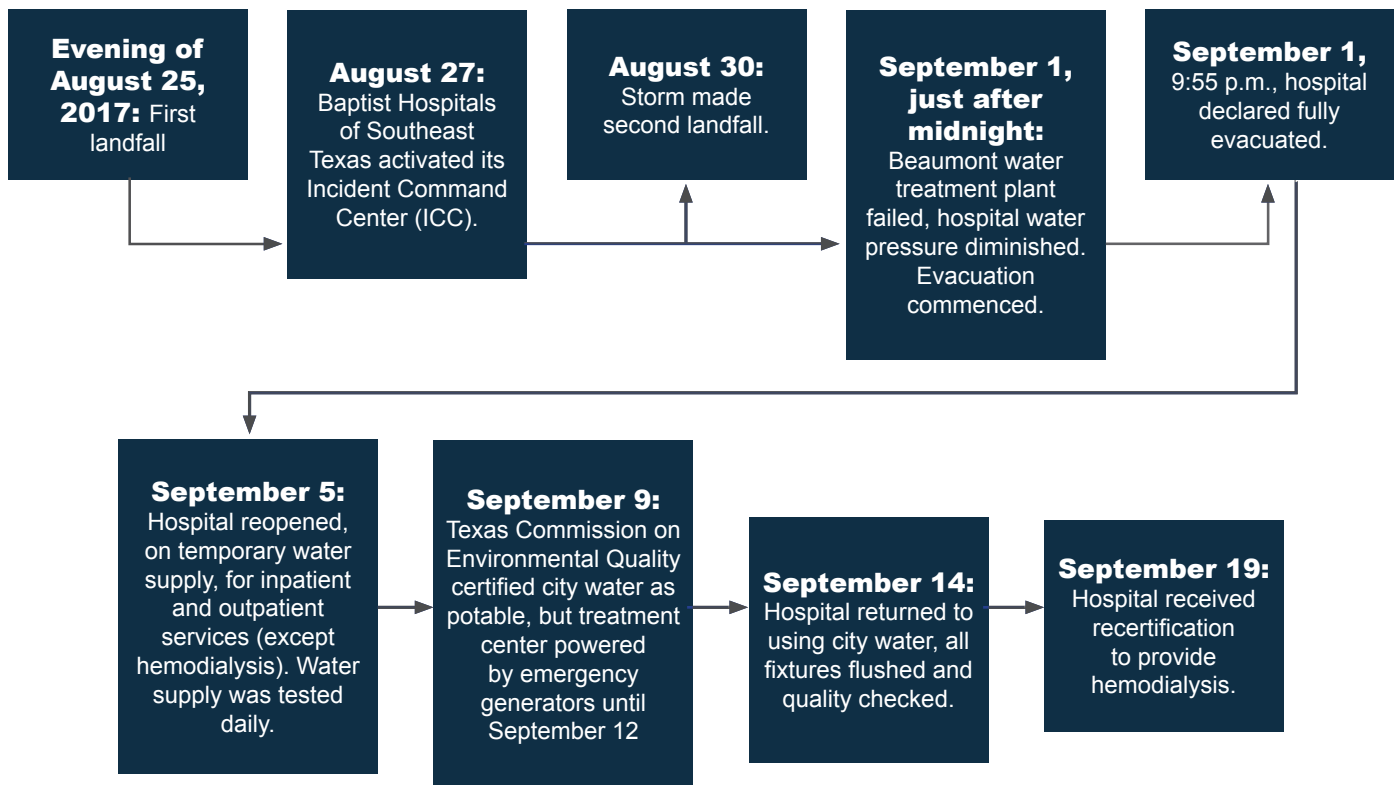 Evening of
August 25,
2017: First
landfall
August 27:
Baptist Hospitals
of Southeast
Texas activated its
Incident Command
Center (ICC).
August 30:
Storm made
second landfall.
September 1,
just after
midnight:
Beaumont water
treatment plant
failed, hospital water
pressure diminished.
Evacuation
commenced.
September 1,
9:55 p.m., hospital
declared fully
evacuated.
September 5:
Hospital reopened,
on temporary water
supply, for inpatient
and outpatient
services (except
hemodialysis). Water
supply was tested
daily.
September 9:
Texas Commission on
Environmental Quality
certified city water as
potable, but treatment
center powered
by emergency
generators until
September 12
September 14:
Hospital returned to
using city water, all
fixtures flushed and
quality checked.
September 19:
Hospital received
recertification
to provide
hemodialysis.